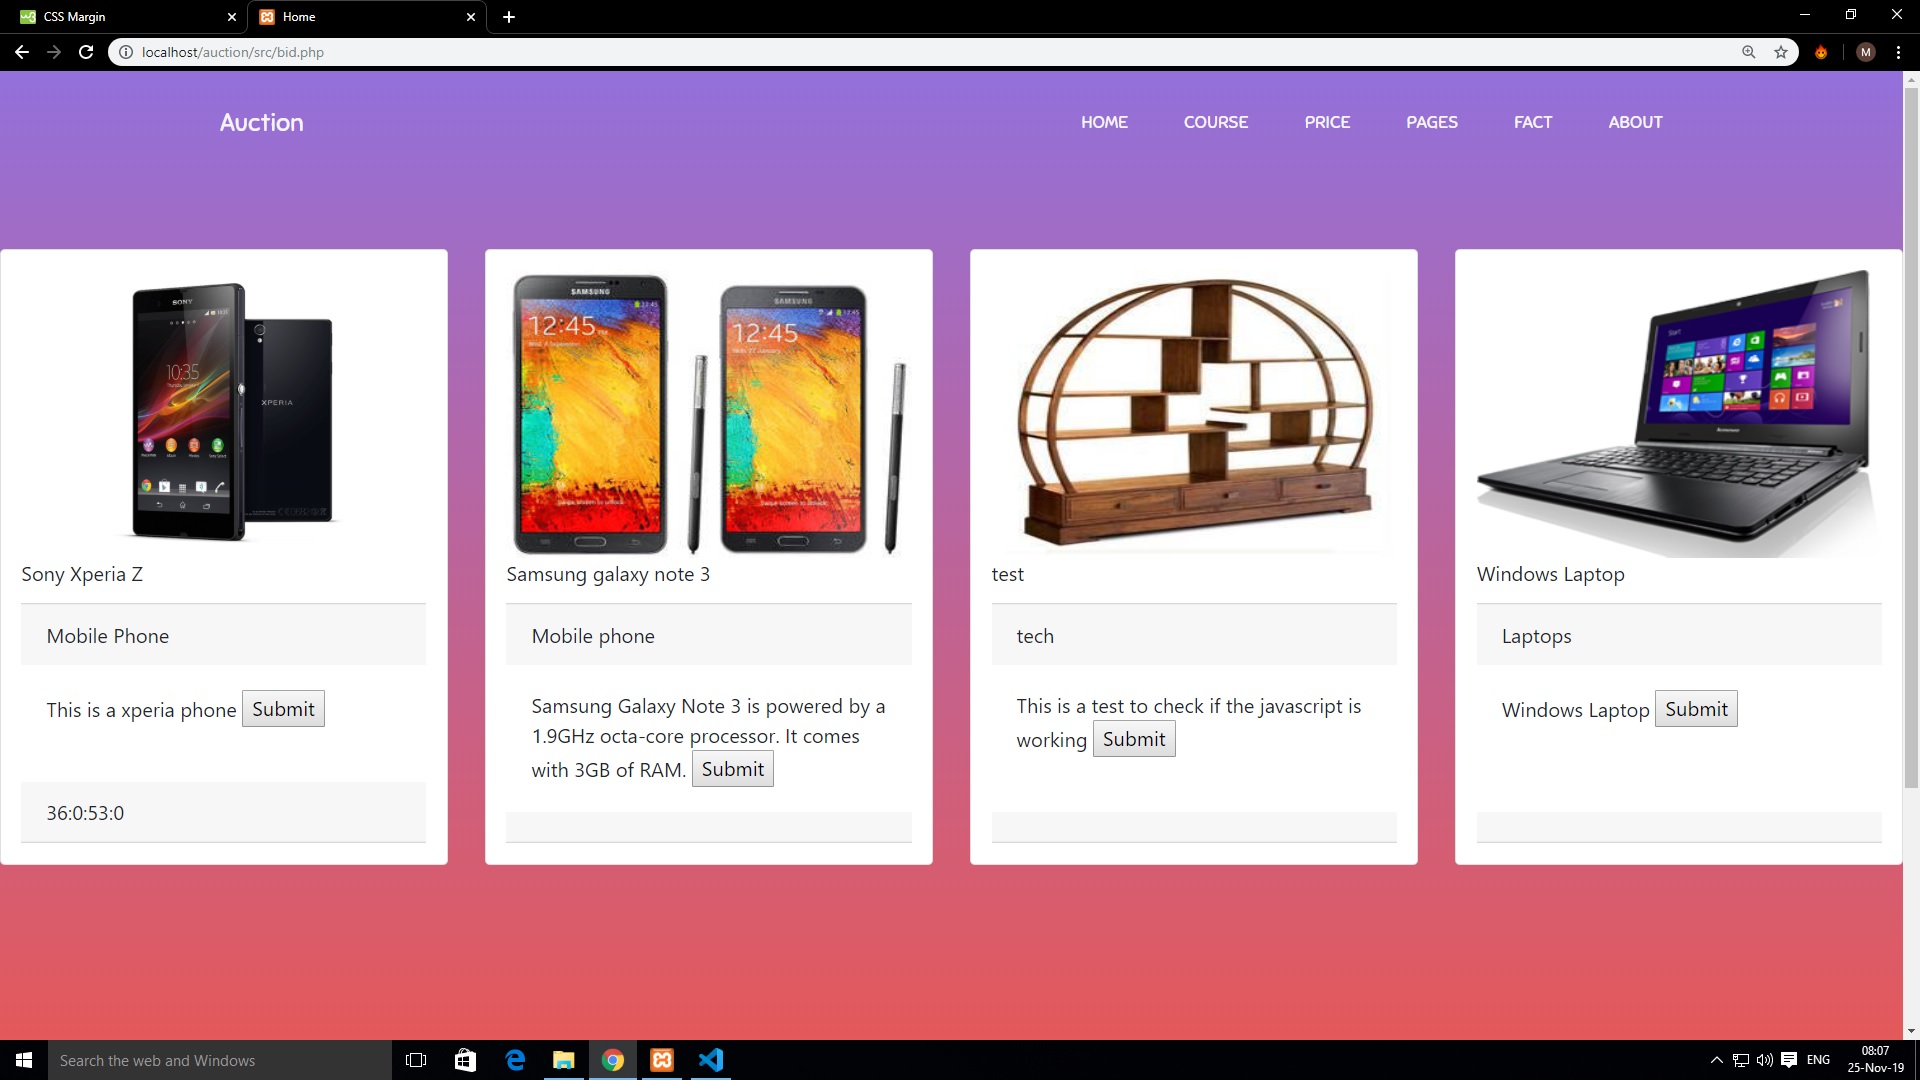 CSS Margin
Home
localhost/auction/src/bid.php
M
Auction
HOME COURSE PRICE PAGES FACT ABOUT
SONY
10:35
XPERIA
SAMSUNG
12:45
SAMSUNG
12:45
Start
Sony Xperia Z
Mobile Phone
This is a xperia phone Submit
36:0:53:0
Samsung galaxy note 3
Mobile phone
Samsung Galaxy Note 3 is powered by a
1.9GHz octa-core processor. It comes
with 3GB of RAM. Submit
test
tech
This is a test to check if the javascript is
working Submit
Windows Laptop
Laptops
Windows Laptop Submit
Search the web and Windows
ENG
08:07
25-Nov-19